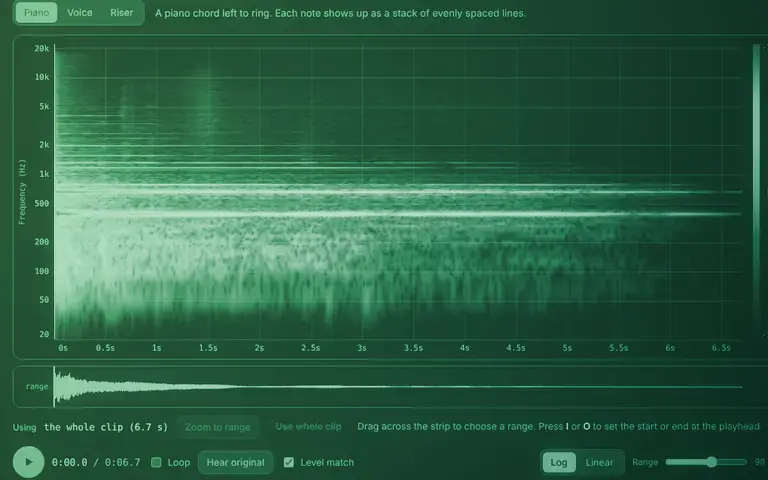 Piano Voice Riser A piano chord left to ring. Each note shows up as a stack of evenly spaced lines.
20k
10k
5k
2k
1k
500
200
100
50
20
Frequency (Hz)
0s 0.5s 1s 1.5s 2s 2.5s 3s 3.5s 4s 4.5s 5s 5.5s 6s 6.5s
range
Using the whole clip (6.7 s) Zoom to range Use whole clip Drag across the strip to choose a range. Press I or O to set the start or end at the playhead
0:00.0 / 0:06.7 Loop Hear original Level match Log Linear Range